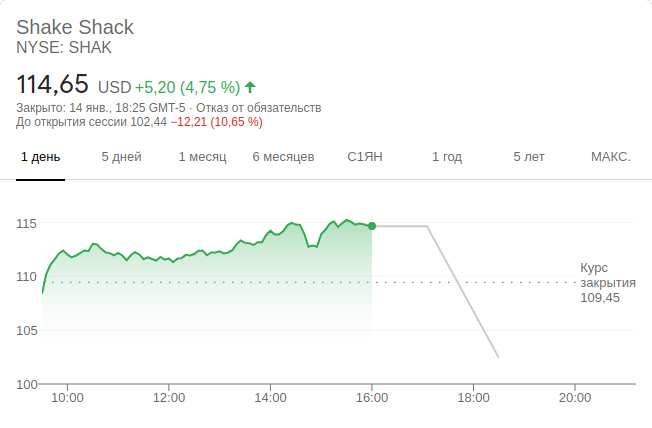 Shake Shack
NYSE: SHAK
114,65 USD +5,20 (4,75 %)
Закрыто: 14 янв., 18:25 GMT-5 · Отказ от обязательств
До открытия сессии 102,44 −12,21 (10,65 %)
1 день 5 дней 1 месяц 6 месяцев С1ЯН 1 год 5 лет МАКС.
115
110
105
100
Курс
закрытия
109,45
10:00 12:00 14:00 16:00 18:00 20:00